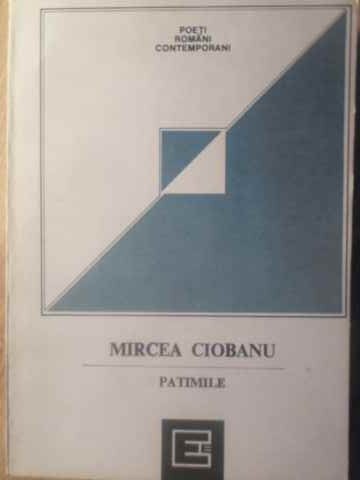 POEȚI
ROMÂNI
CONTEMPORANI
MIRCEA CIOBANU
PATIMILE